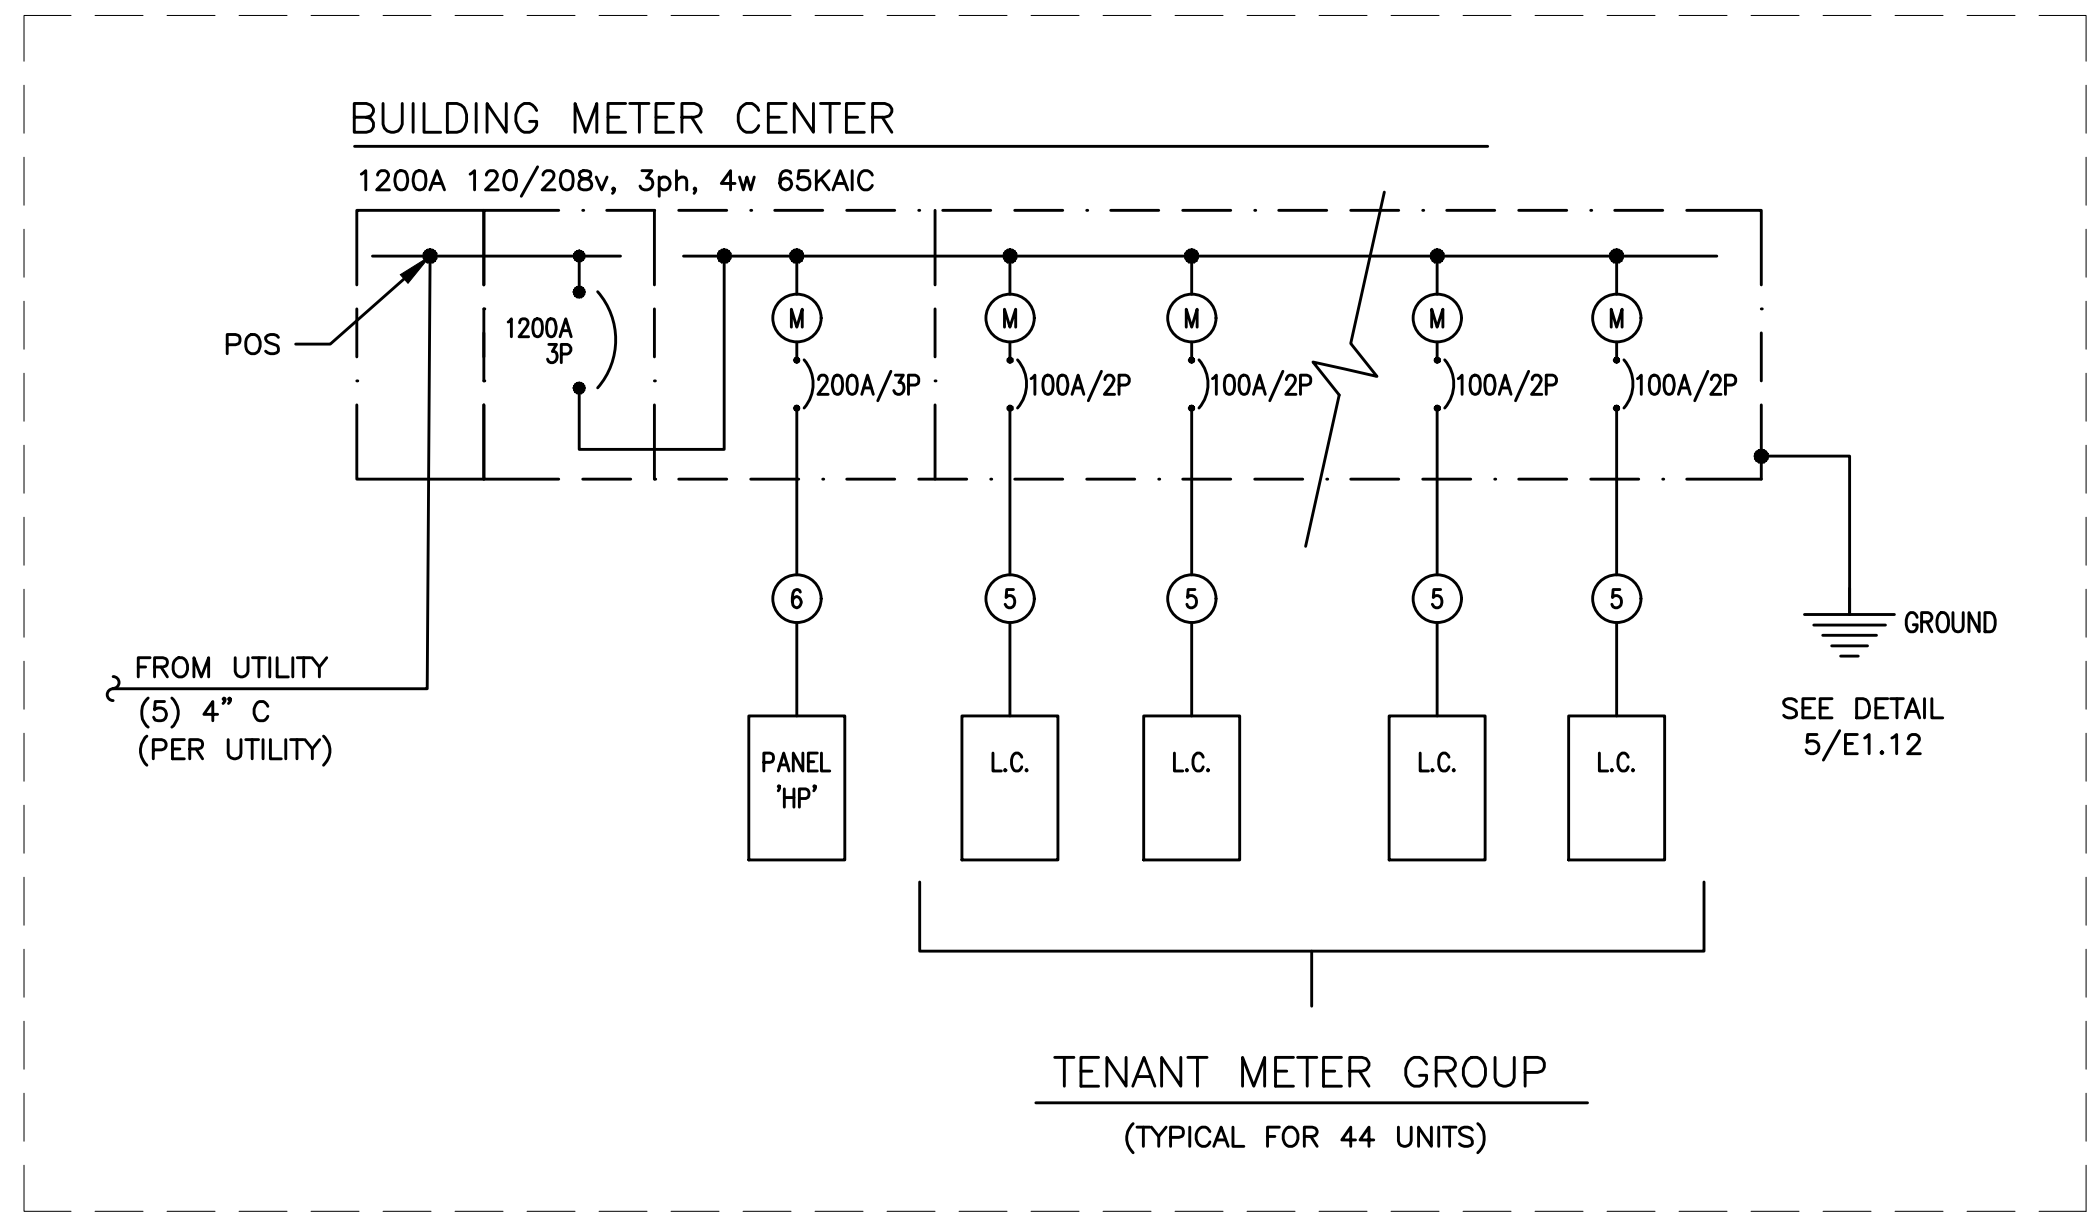 BUILDING METER CENTER
1200A 120/208v, 3ph, 4w 65KAIC
POS
1200A
3P
M
M
M
M
M
200A/3P
100A/2P
100A/2P
100A/2P
100A/2P
6
5
5
5
5
GROUND
FROM UTILITY
(5) 4" C
(PER UTILITY)
SEE DETAIL
5/E1.12
PANEL
'HP'
L.C.
L.C.
L.C.
L.C.
TENANT METER GROUP
(TYPICAL FOR 44 UNITS)